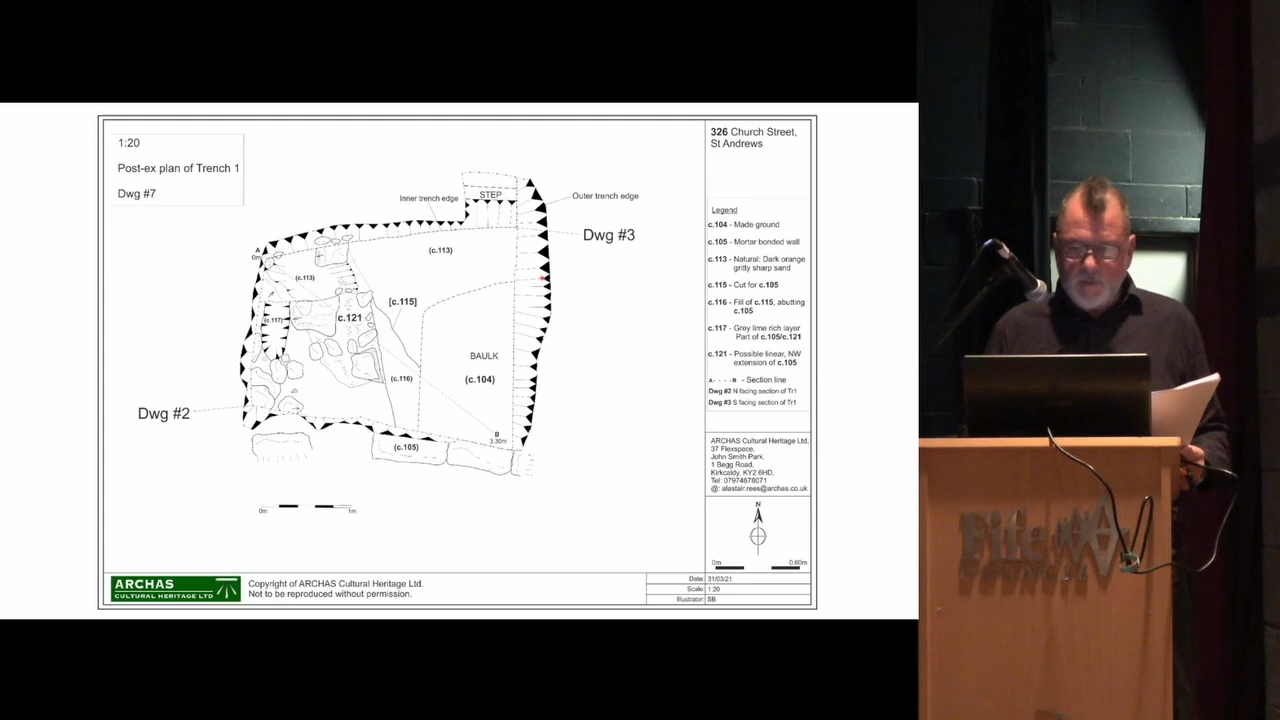 1:20
Post-ex plan of Trench 1
Dwg #7
326 Church Street,
St Andrews
STEP
Inner trench edge
Outer trench edge
Dwg #3
A
0m
(c.113)
(c.113)
[c.115]
(c.117)
c.121
BAULK
(c.116)
(c.104)
Dwg #2
B
3.30m
(c.105)
0m
1m
Legend
c.104 - Made ground
c.105 - Mortar bonded wall
c.113 - Natural: Dark orange
gritty sharp sand
c.115 - Cut for c.105
c.116 - Fill of c.115, abutting
c.105
c.117 - Grey lime rich layer
Part of c.105/c.121
c.121 - Possible linear, NW
extension of c.105
A- · · · -B - Section line
Dwg #2 N facing section of Tr1
Dwg #3 S facing section of Tr1
ARCHAS Cultural Heritage Ltd.
37 Flexspace,
John Smith Park,
1 Begg Road,
Kirkcaldy, KY2 6HD,
Tel: 07974678071
@: alastair.rees@archas.co.uk
N
0m
0.60m
ARCHAS
CULTURAL HERITAGE LTD
Copyright of ARCHAS Cultural Heritage Ltd.
Not to be reproduced without permission.
Date: 31/03/21
Scale: 1:20
Illustrator: SB
Fife
COUNCIL